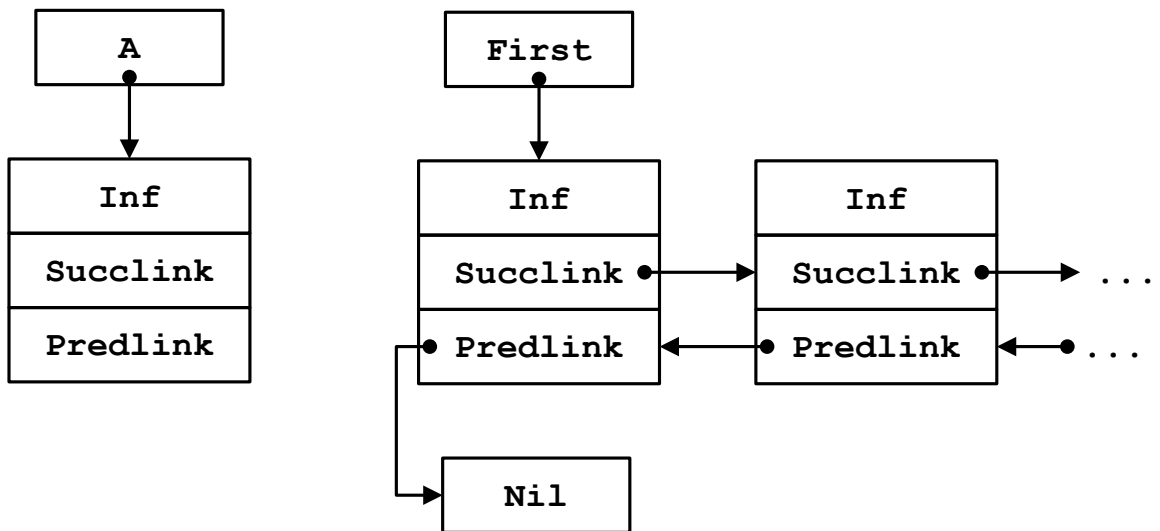 A
First
Inf
Inf
Inf
Succlink
Succlink
Succlink
...
Predlink
Predlink
Predlink
...
Nil